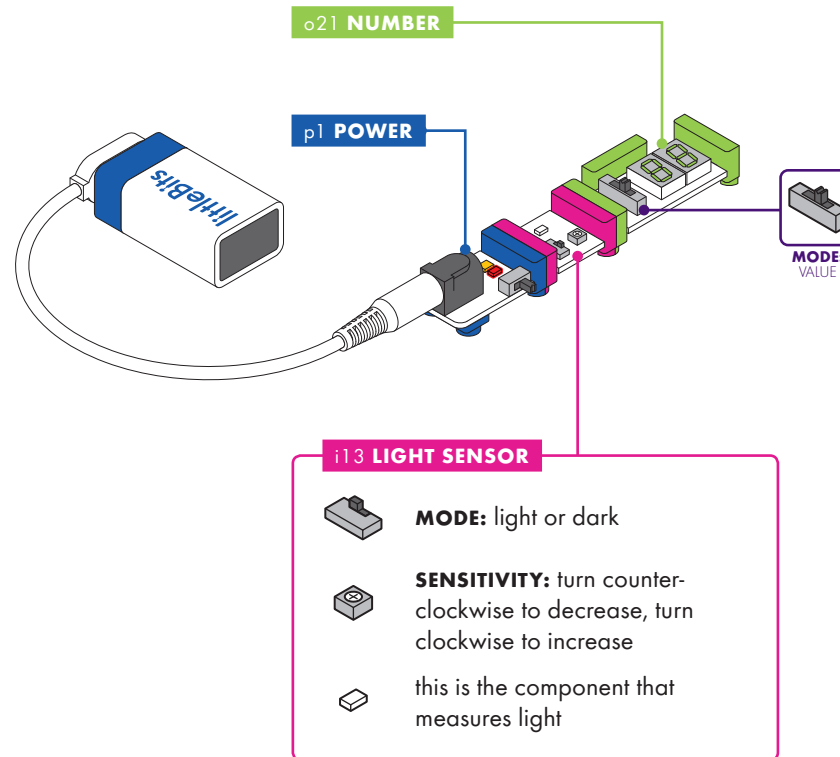 o21 NUMBER
p1 POWER
littleBits
MODE
VALUE
i13 LIGHT SENSOR
MODE: light or dark
SENSITIVITY: turn counter-
clockwise to decrease, turn
clockwise to increase
this is the component that
measures light